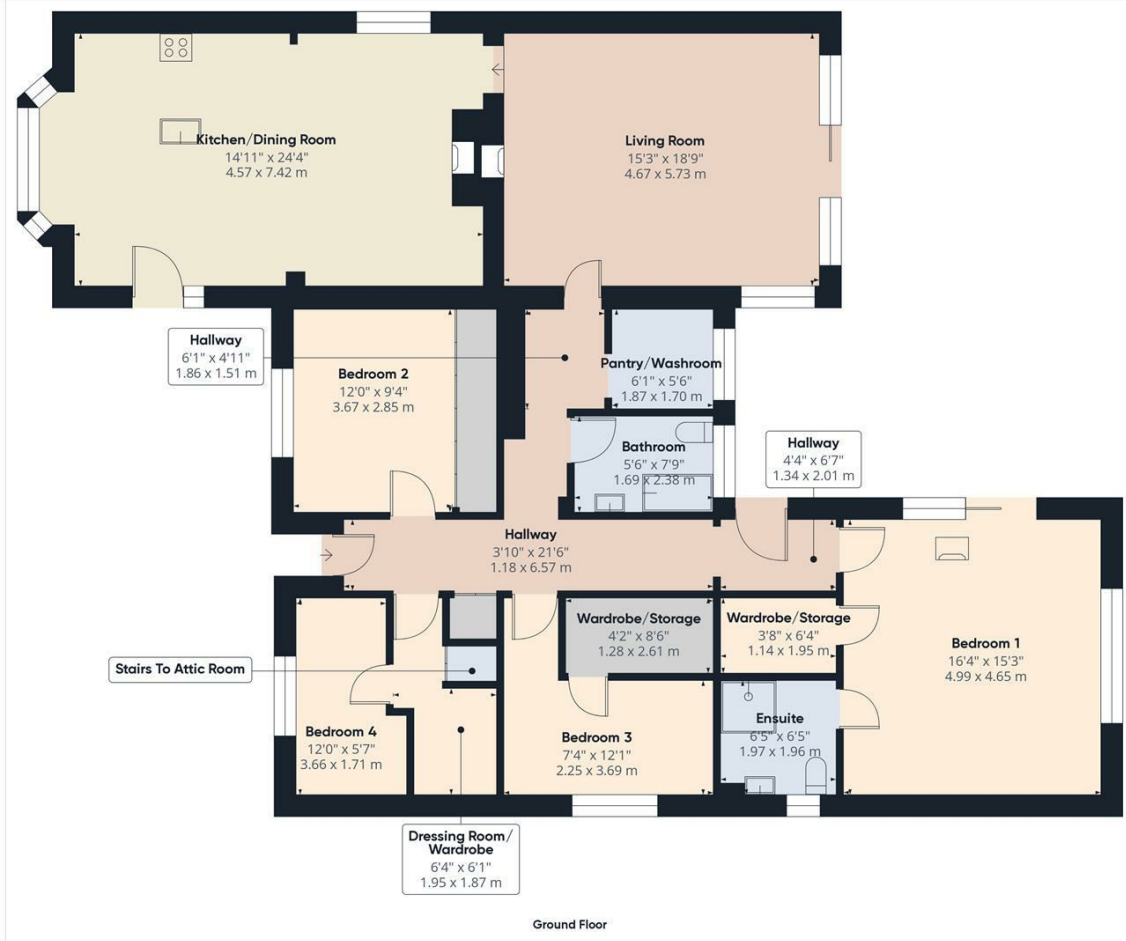 Kitchen/Dining Room
14'11" x 24'4"
4.57 x 7.42 m
Living Room
15'3" x 18'9"
4.67 x 5.73 m
Hallway
6'1" x 4'11"
1.86 x 1.51 m
Bedroom 2
12'0" x 9'4"
3.67 x 2.85 m
Pantry/Washroom
6'1" x 5'6"
1.87 x 1.70 m
Bathroom
5'6" x 7'9"
1.69 x 2.38 m
Hallway
4'4" x 6'7"
1.34 x 2.01 m
Hallway
3'10" x 21'6"
1.18 x 6.57 m
Wardrobe/Storage
4'2" x 8'6"
1.28 x 2.61 m
Wardrobe/Storage
3'8" x 6'4"
1.14 x 1.95 m
Bedroom 1
16'4" x 15'3"
4.99 x 4.65 m
Stairs To Attic Room
Bedroom 4
12'0" x 5'7"
3.66 x 1.71 m
Bedroom 3
7'4" x 12'1"
2.25 x 3.69 m
Ensuite
6'5" x 6'5"
1.97 x 1.96 m
Dressing Room/
Wardrobe
6'4" x 6'1"
1.95 x 1.87 m
Ground Floor